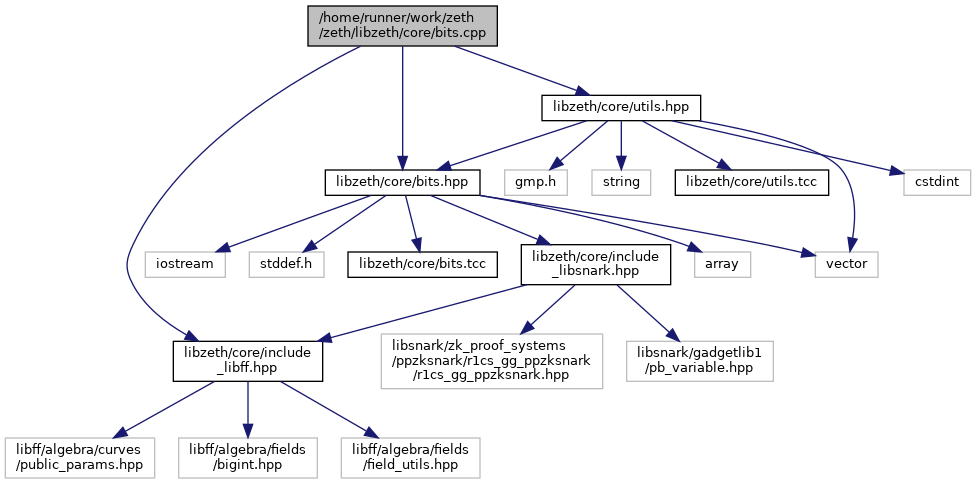 /home/runner/work/zeth
/zeth/libzeth/core/bits.cpp
libzeth/core/utils.hpp
libzeth/core/bits.hpp
gmp.h
string
libzeth/core/utils.tcc
cstdint
iostream
stddef.h
libzeth/core/bits.tcc
libzeth/core/include
_libsnark.hpp
array
vector
libzeth/core/include
_libff.hpp
libsnark/zk_proof_systems
/ppzksnark/r1cs_gg_ppzksnark
/r1cs_gg_ppzksnark.hpp
libsnark/gadgetlib1
/pb_variable.hpp
libff/algebra/curves
/public_params.hpp
libff/algebra/fields
/bigint.hpp
libff/algebra/fields
/field_utils.hpp